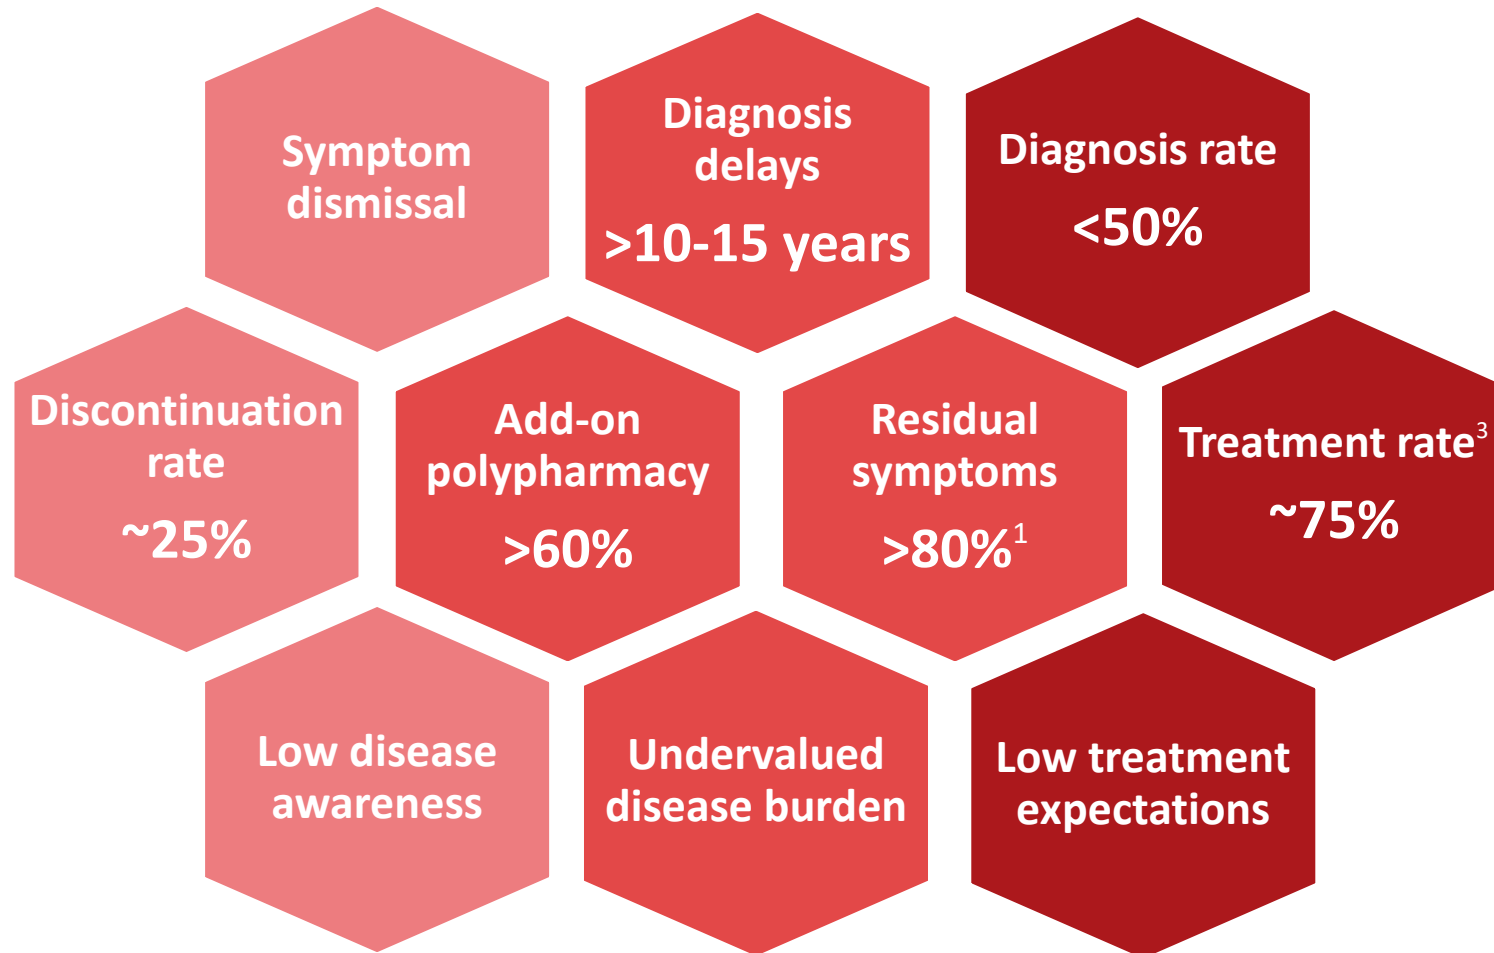 Symptom
dismissal
Diagnosis
delays
>10-15 years
Diagnosis rate
<50%
Discontinuation
rate
~25%
Add-on
polypharmacy
>60%
Residual
symptoms
>80%1
Treatment rate3
~75%
Low disease
awareness
Undervalued
disease burden
Low treatment
expectations